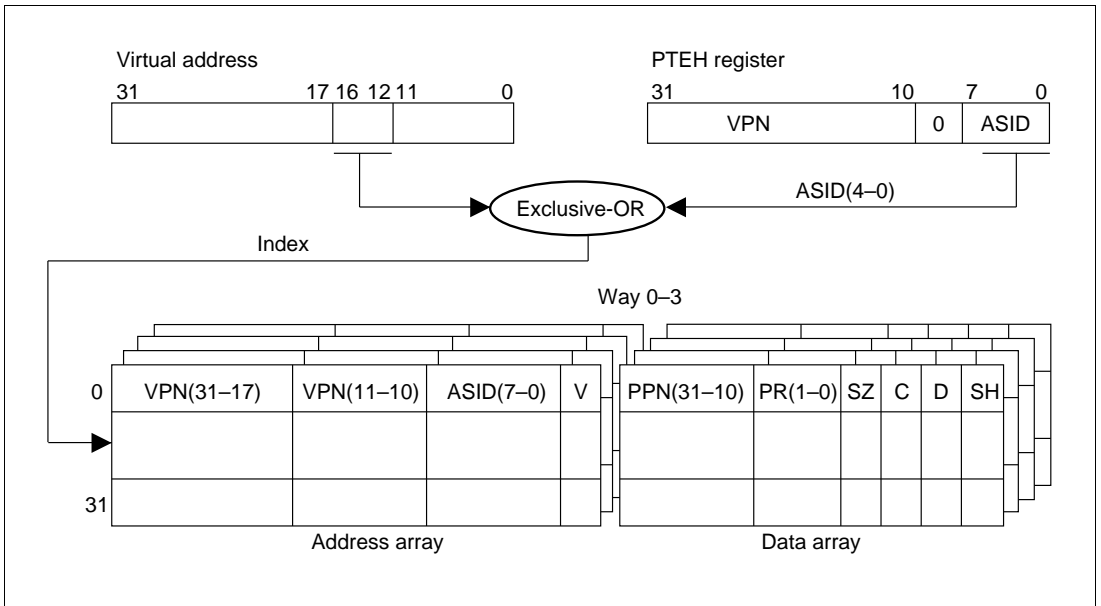 Virtual address
31 17 16 12 11 0
PTEH register
31 10 7 0
VPN 0 ASID
ASID(4–0)
Exclusive-OR
Index
Way 0–3
0 VPN(31–17) VPN(11–10) ASID(7–0) V PPN(31–10) PR(1–0) SZ C D SH
31
Address array
Data array